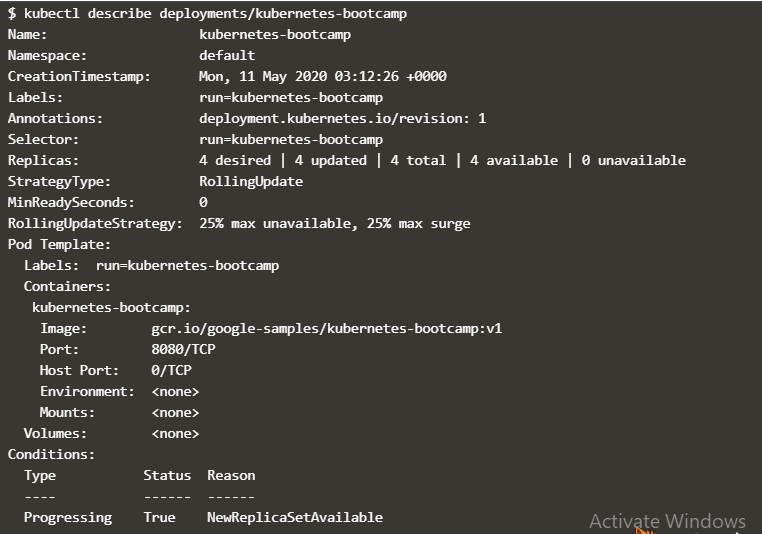 $ kubectl describe deployments/kubernetes-bootcamp
Name:                   kubernetes-bootcamp
Namespace:              default
CreationTimestamp:      Mon, 11 May 2020 03:12:26 +0000
Labels:                 run=kubernetes-bootcamp
Annotations:            deployment.kubernetes.io/revision: 1
Selector:               run=kubernetes-bootcamp
Replicas:               4 desired | 4 updated | 4 total | 4 available | 0 unavailable
StrategyType:           RollingUpdate
MinReadySeconds:        0
RollingUpdateStrategy:  25% max unavailable, 25% max surge
Pod Template:
  Labels:  run=kubernetes-bootcamp
  Containers:
   kubernetes-bootcamp:
    Image:        gcr.io/google-samples/kubernetes-bootcamp:v1
    Port:         8080/TCP
    Host Port:    0/TCP
    Environment:  <none>
    Mounts:       <none>
  Volumes:        <none>
Conditions:
  Type           Status  Reason
  ----           ------  ------
  Progressing    True    NewReplicaSetAvailable
Activate Windows